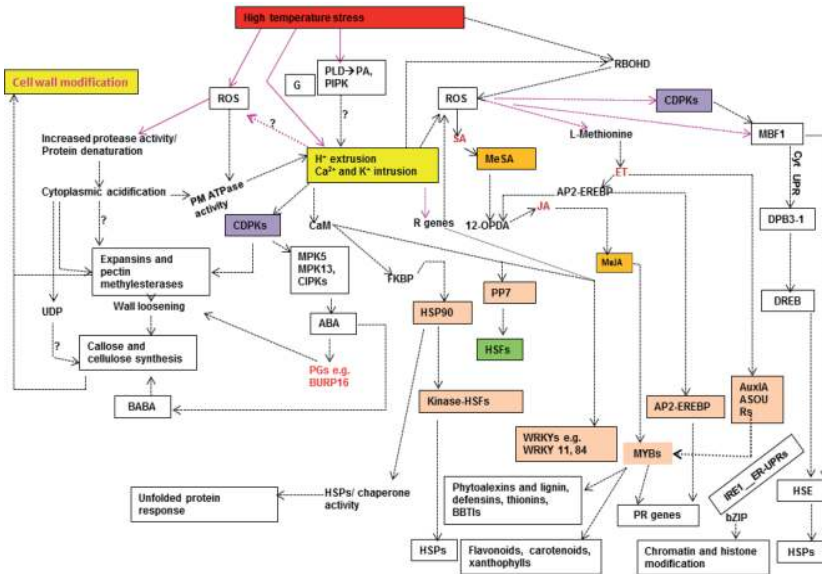 High temperature stress
PLD→PA,
PIPK
G
RBOHD
Cell wall modification
ROS
ROS
CDPKs
?
?
MBF1
Increased protease activity/
Protein denaturation
SA
L-Methionine
H⁺ extrusion
Ca²⁺ and K⁺ intrusion
MeSA
ET
Cyt UPR
Cytoplasmic acidification
PM ATPase
activity
AP2-EREBP
?
CDPKs
CaM
R genes
12-OPDA
JA
DPB3-1
Expansins and
pectin
methylesterases
MPK5
MPK13,
CIPKs
FKBP
MeJA
PP7
DREB
UDP
Wall loosening
HSP90
ABA
?
Callose and
cellulose synthesis
HSFs
PGs e.g.
BURP16
AuxIA
ASOU
Rs
BABA
Kinase-HSFs
AP2-EREBP
WRKYs e.g.
WRKY 11, 84
MYBs
IRE1__ER-UPRs
Unfolded protein
response
HSPs/ chaperone
activity
Phytoalexins and lignin,
defensins, thionins,
BBTIs
HSE
PR genes
bZIP
HSPs
Flavonoids, carotenoids,
xanthophylls
Chromatin and histone
modification
HSPs